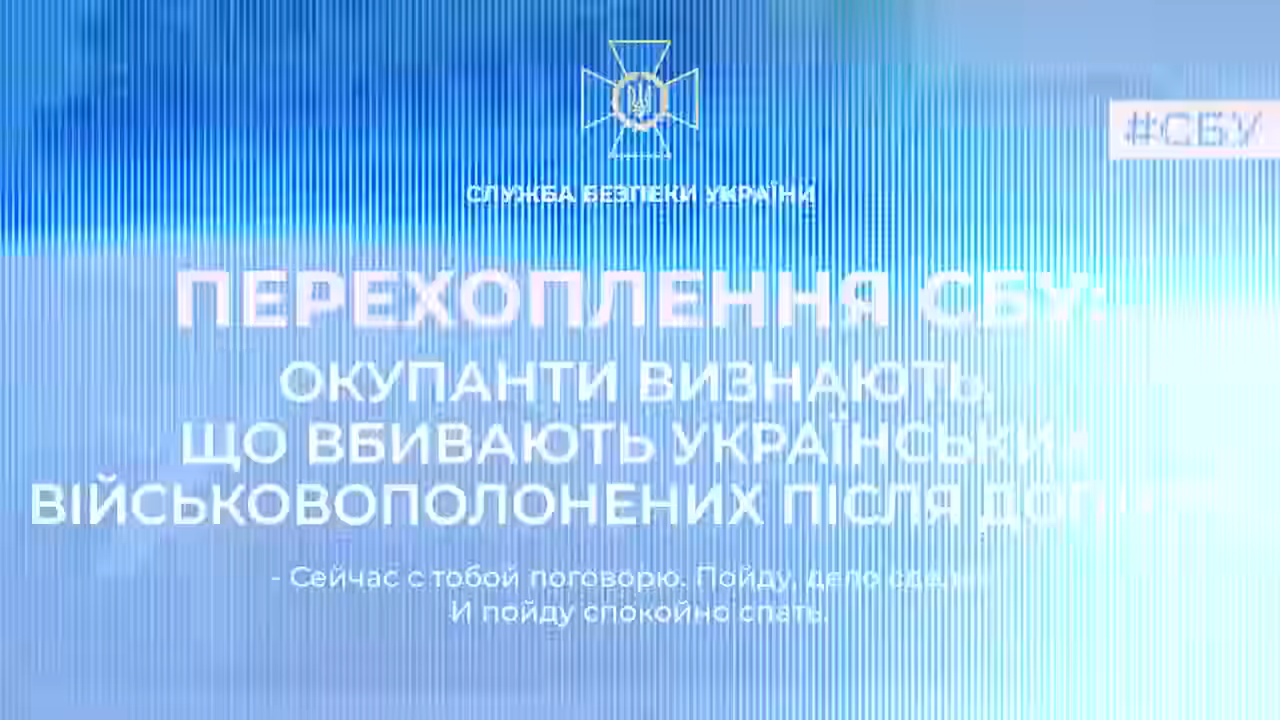 СЛУЖБА БЕЗПЕКИ УКРАЇНИ
#СБУ
ПЕРЕХОПЛЕННЯ СБУ:
ОКУПАНТИ ВИЗНАЮТЬ,
ЩО ВБИВАЮТЬ УКРАЇНСЬКИХ
ВІЙСЬКОВОПОЛОНЕНИХ ПІСЛЯ
- Сейчас с тобой поговорю. Пойду, дело
И пойду спокойно спать.